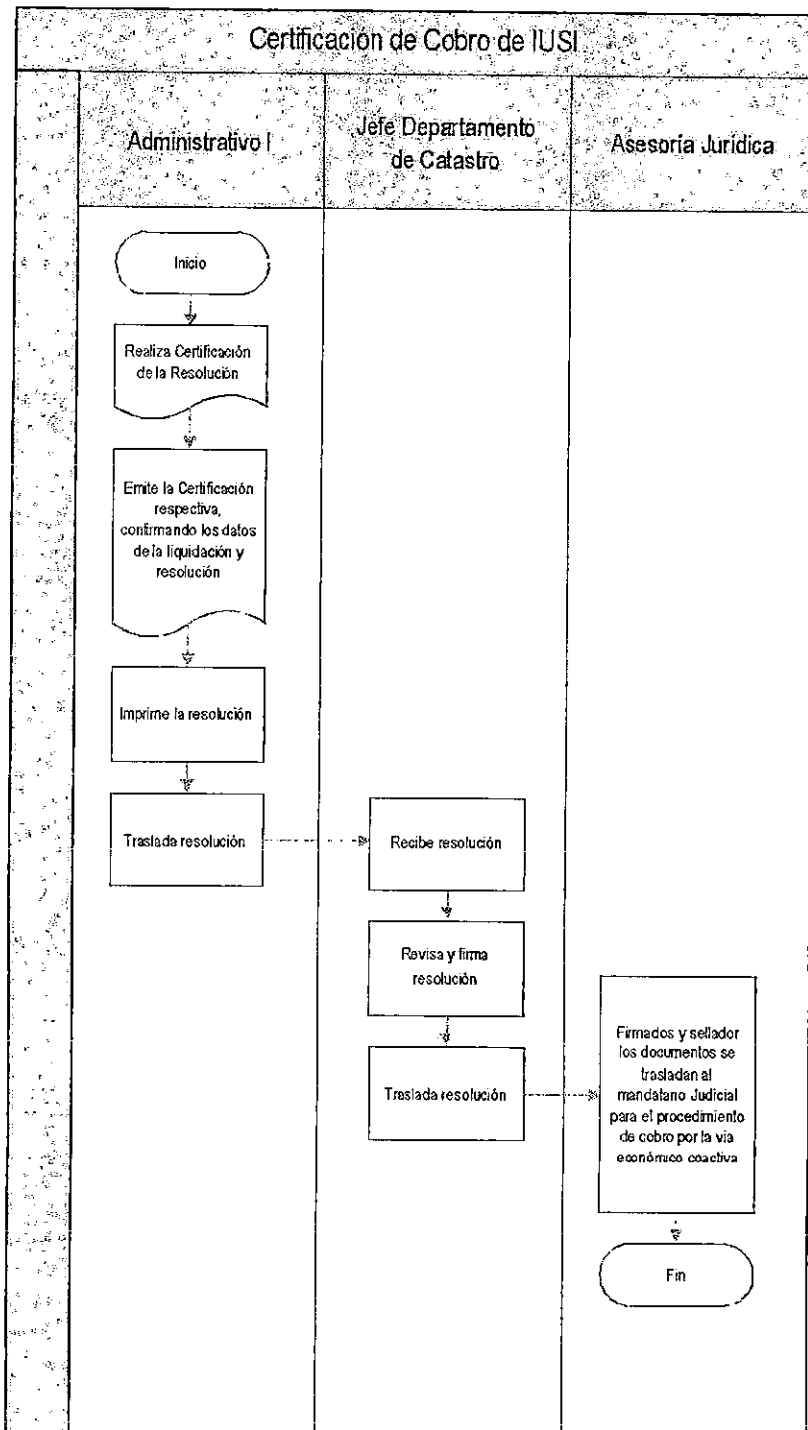 Certificación de Cobro de IUSI
Administrativo I
Jefe Departamento
de Catastro
Asesoría Jurídica
Inicio
Realiza Certificación
de la Resolución
Emite la Certificación
respectiva,
confirmando los datos
de la liquidación y
resolución
Imprime la resolución
Traslada resolución
Recibe resolución
Revisa y firma
resolución
Traslada resolución
Firmados y sellador
los documentos se
trasladan al
mandatario Judicial
para el procedimiento
de cobro por la vía
económico coactiva
Fin